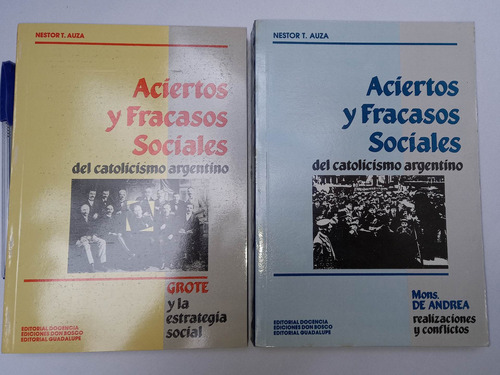 NESTOR T. AUZA
Aciertos
y Fracasos
Sociales
del catolicismo argentino
GROTE
y la
estrategia
social
EDITORIAL DOCENCIA
EDICIONES DON BOSCO
EDITORIAL GUADALUPE
NESTOR T. AUZA
Aciertos
y Fracasos
Sociales
del catolicismo argentino
Mons.
DE ANDREA
realizaciones
y conflictos
EDITORIAL DOCENCIA
EDICIONES DON BOSCO
EDITORIAL GUADALUPE